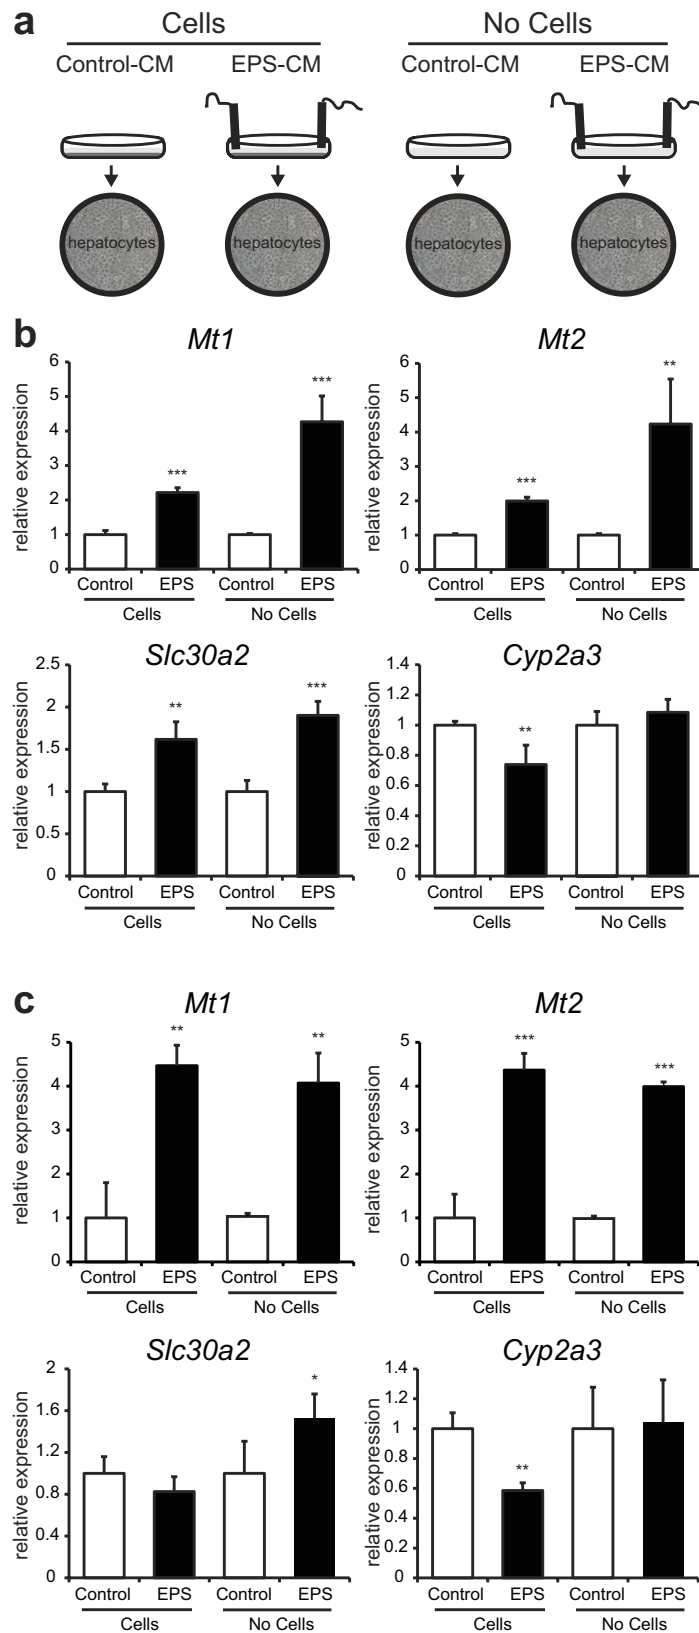 a
Cells No Cells
Control-CM EPS-CM Control-CM EPS-CM
hepatocytes hepatocytes hepatocytes hepatocytes
b
Mt1
relative expression
6
5
4
3
2
1
0
***
***
Control EPS Control EPS
Cells No Cells
Mt2
relative expression
6
5
4
3
2
1
0
***
**
Control EPS Control EPS
Cells No Cells
Slc30a2
relative expression
2.5
2
1.5
1
0.5
0
**
***
Control EPS Control EPS
Cells No Cells
Cyp2a3
relative expression
1.4
1.2
1
0.8
0.6
0.4
0.2
0
**
Control EPS Control EPS
Cells No Cells
c
Mt1
relative expression
5
4
3
2
1
0
**
**
Control EPS Control EPS
Cells No Cells
Mt2
relative expression
5
4
3
2
1
0
***
***
Control EPS Control EPS
Cells No Cells
Slc30a2
relative expression
2
1.6
1.2
0.8
0.4
0
*
Control EPS Control EPS
Cells No Cells
Cyp2a3
relative expression
1.4
1.2
1
0.8
0.6
0.4
0.2
0
**
Control EPS Control EPS
Cells No Cells